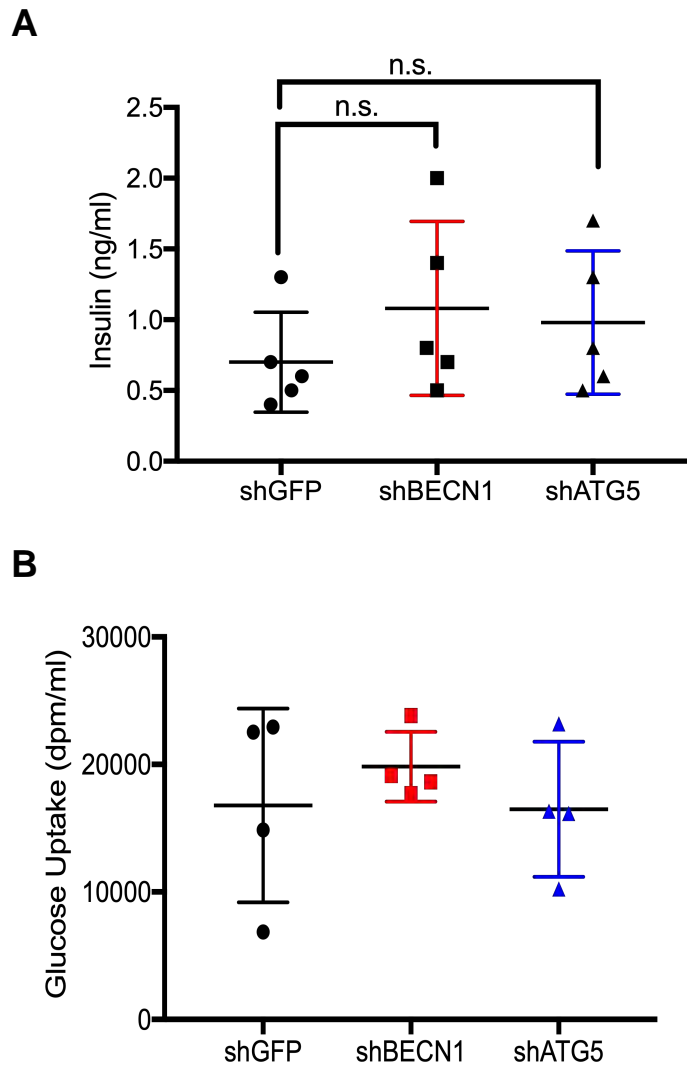 A
n.s.
n.s.
2.5
2.0
1.5
1.0
0.5
0.0
Insulin (ng/ml)
shGFP shBECN1 shATG5
B
30000
20000
10000
0
Glucose Uptake (dpm/ml)
shGFP shBECN1 shATG5